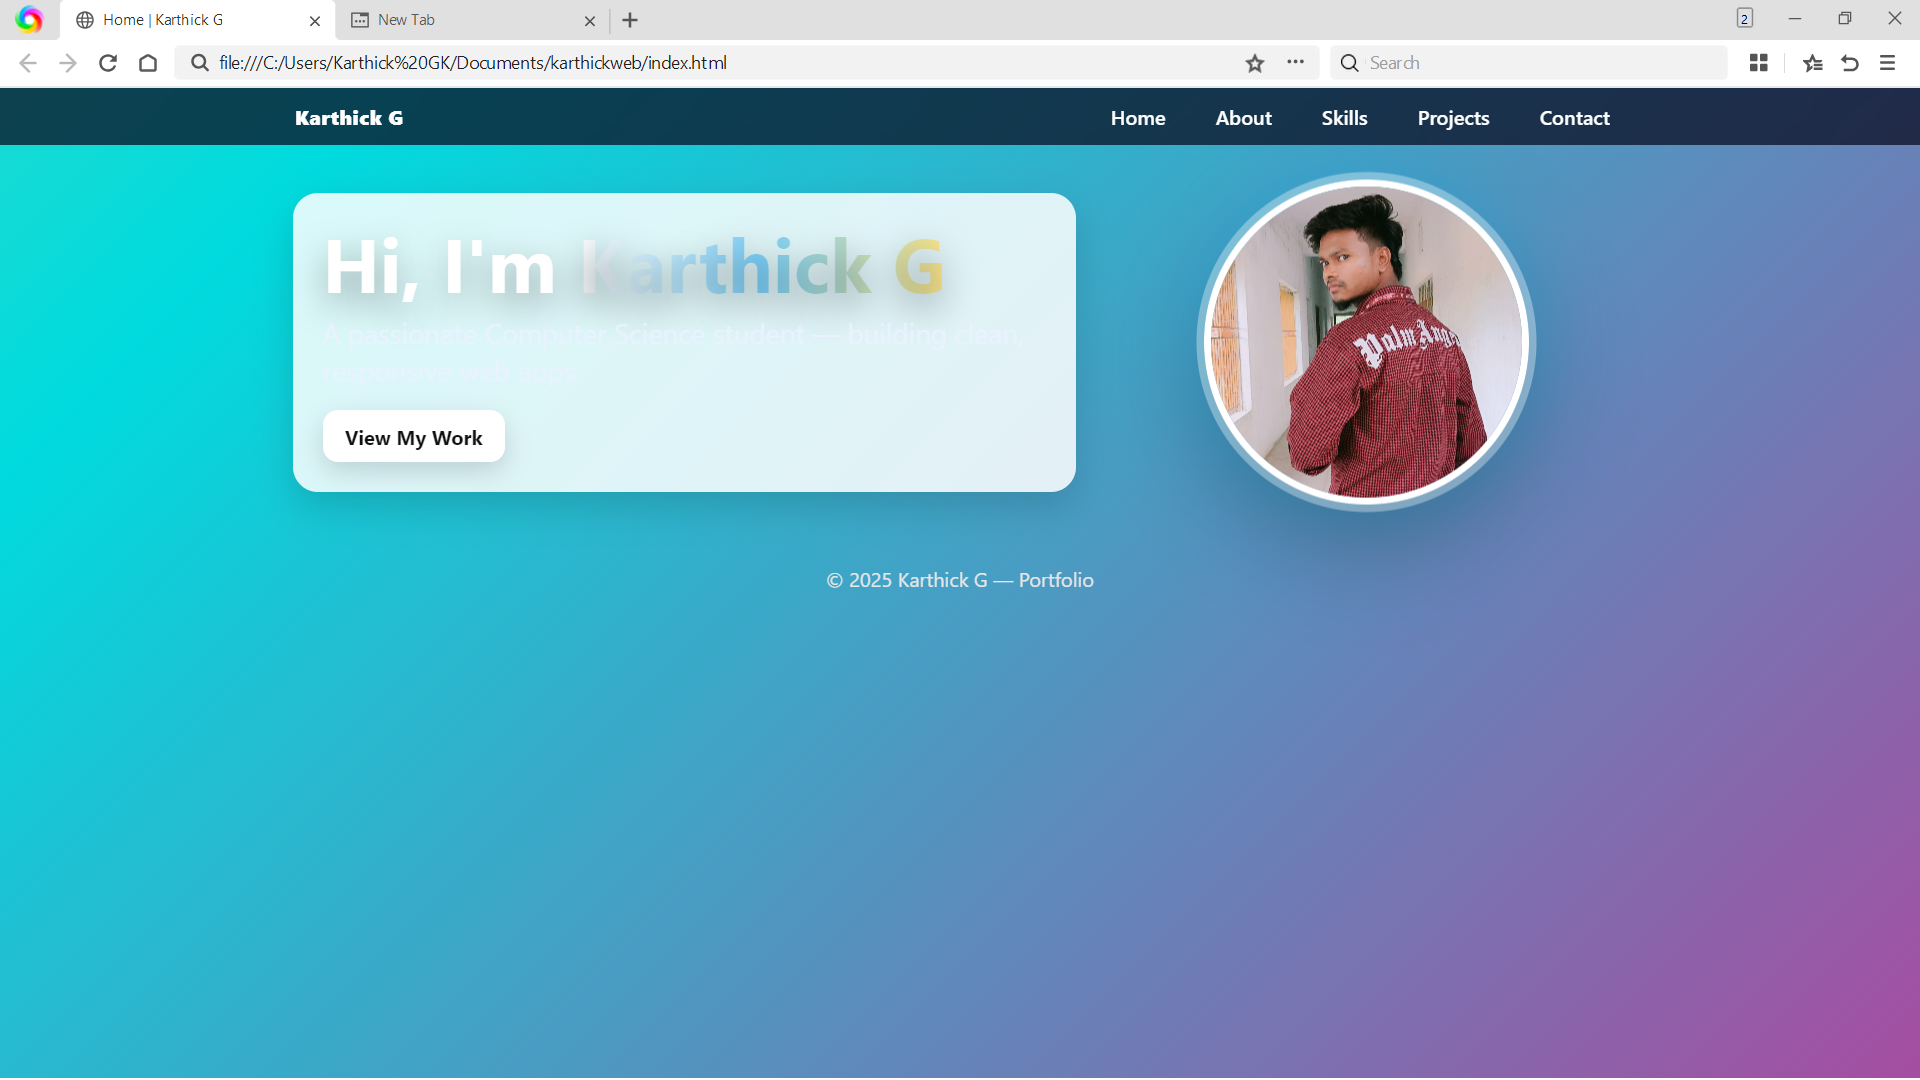 Home | Karthick G
New Tab
2
file:///C:/Users/Karthick%20GK/Documents/karthickweb/index.html
Search
Karthick G
Home
About
Skills
Projects
Contact
Hi, I'm Karthick G
A passionate Computer Science student — building clean,
responsive web apps.
View My Work
Palm Ange
© 2025 Karthick G — Portfolio